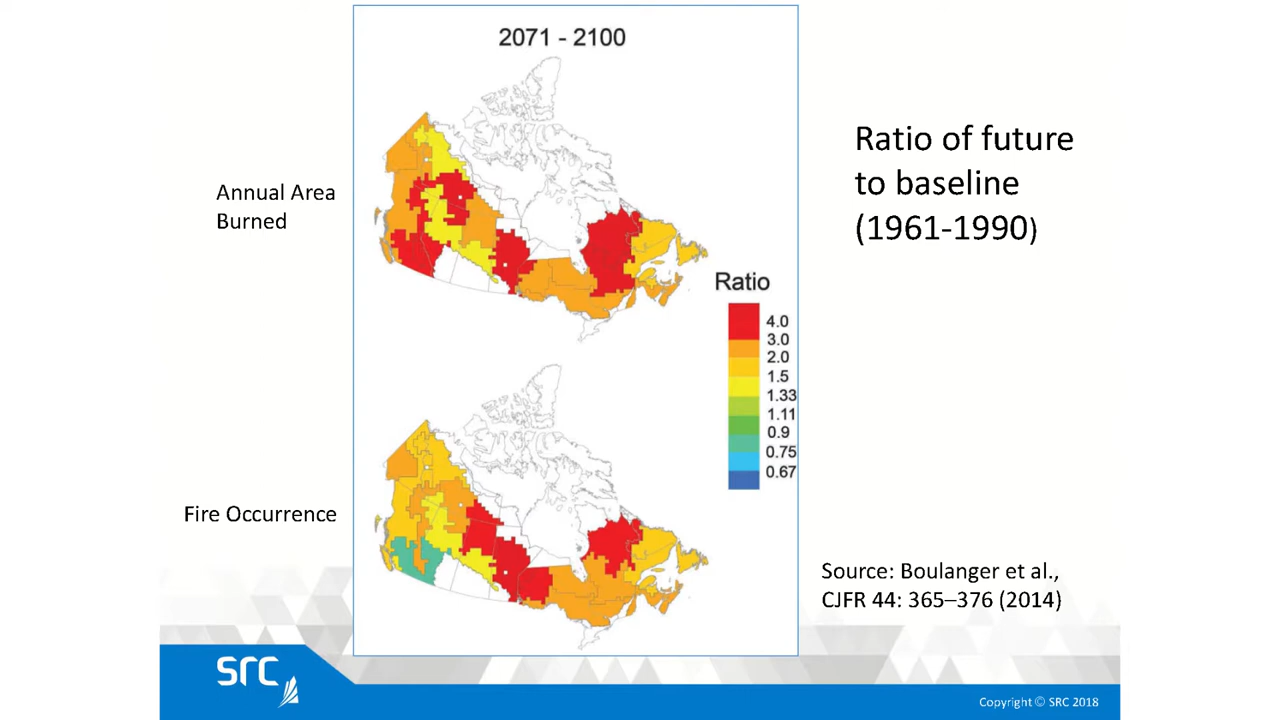 2071 - 2100
Annual Area
Burned
Ratio of future
to baseline
(1961-1990)
Ratio
4.0
3.0
2.0
1.5
1.33
1.11
0.9
0.75
0.67
Fire Occurrence
Source: Boulanger et al.,
CJFR 44: 365–376 (2014)
SRC
Copyright © SRC 2018